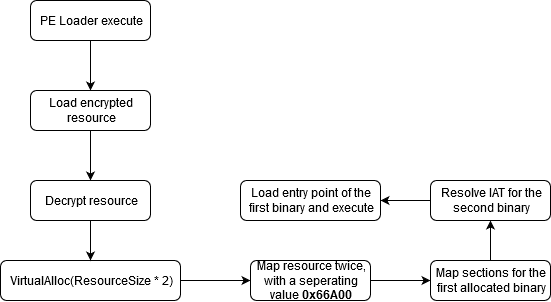 PE Loader execute
Load encrypted
resource
Decrypt resource
VirtualAlloc(ResourceSize * 2)
Map resource twice,
with a seperating
value 0x66A00
Map sections for the
first allocated binary
Resolve IAT for the
second binary
Load entry point of the
first binary and execute